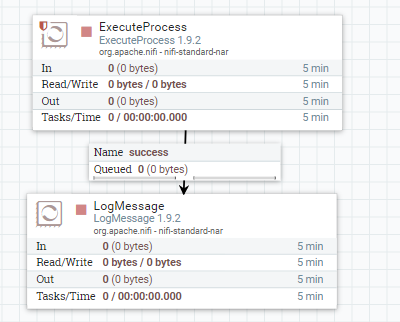 ExecuteProcess
ExecuteProcess 1.9.2
org.apache.nifi - nifi-standard-nar
In 0 (0 bytes) 5 min
Read/Write 0 bytes / 0 bytes 5 min
Out 0 (0 bytes) 5 min
Tasks/Time 0 / 00:00:00.000 5 min
Name success
Queued 0 (0 bytes)
LogMessage
LogMessage 1.9.2
org.apache.nifi - nifi-standard-nar
In 0 (0 bytes) 5 min
Read/Write 0 bytes / 0 bytes 5 min
Out 0 (0 bytes) 5 min
Tasks/Time 0 / 00:00:00.000 5 min